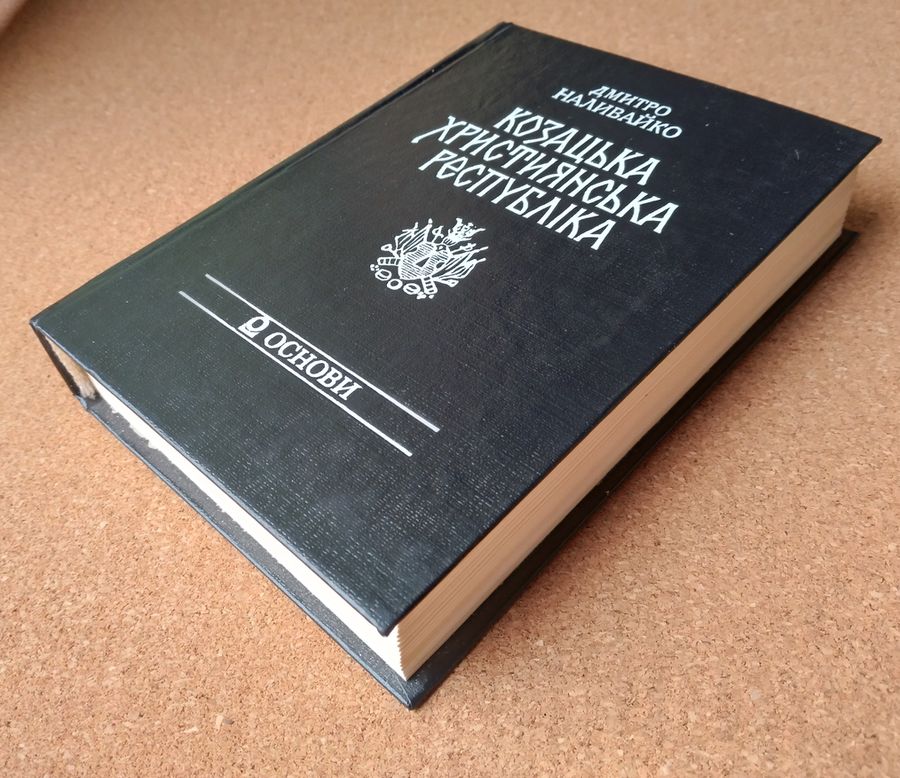 ДМИТРО
НАЛИВАЙКО
КОЗАЦЬКА
ХРИСТИЯНСЬКА
РЕСПУБЛІКА
ОСНОВИ